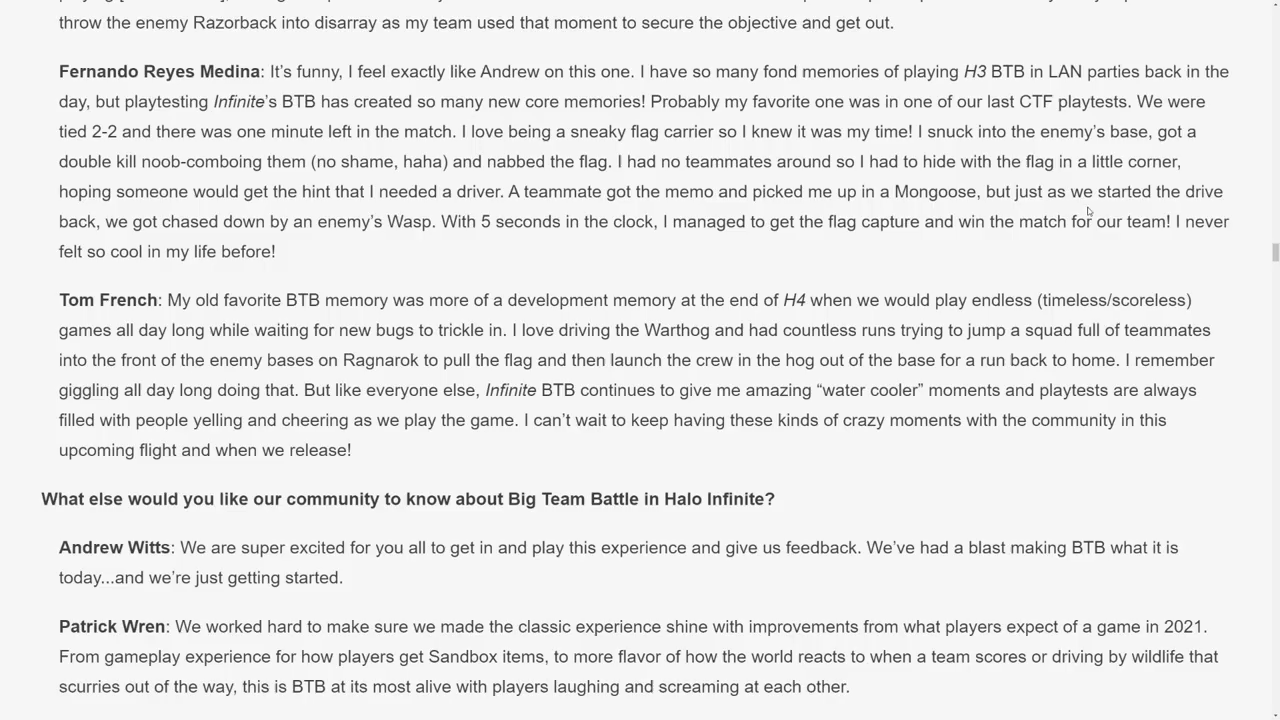 throw the enemy Razorback into disarray as my team used that moment to secure the objective and get out.
Fernando Reyes Medina: It’s funny, I feel exactly like Andrew on this one. I have so many fond memories of playing H3 BTB in LAN parties back in the
day, but playtesting Infinite’s BTB has created so many new core memories! Probably my favorite one was in one of our last CTF playtests. We were
tied 2-2 and there was one minute left in the match. I love being a sneaky flag carrier so I knew it was my time! I snuck into the enemy’s base, got a
double kill noob-comboing them (no shame, haha) and nabbed the flag. I had no teammates around so I had to hide with the flag in a little corner,
hoping someone would get the hint that I needed a driver. A teammate got the memo and picked me up in a Mongoose, but just as we started the drive
back, we got chased down by an enemy’s Wasp. With 5 seconds in the clock, I managed to get the flag capture and win the match for our team! I never
felt so cool in my life before!
Tom French: My old favorite BTB memory was more of a development memory at the end of H4 when we would play endless (timeless/scoreless)
games all day long while waiting for new bugs to trickle in. I love driving the Warthog and had countless runs trying to jump a squad full of teammates
into the front of the enemy bases on Ragnarok to pull the flag and then launch the crew in the hog out of the base for a run back to home. I remember
giggling all day long doing that. But like everyone else, Infinite BTB continues to give me amazing “water cooler” moments and playtests are always
filled with people yelling and cheering as we play the game. I can’t wait to keep having these kinds of crazy moments with the community in this
upcoming flight and when we release!
What else would you like our community to know about Big Team Battle in Halo Infinite?
Andrew Witts: We are super excited for you all to get in and play this experience and give us feedback. We’ve had a blast making BTB what it is
today...and we’re just getting started.
Patrick Wren: We worked hard to make sure we made the classic experience shine with improvements from what players expect of a game in 2021.
From gameplay experience for how players get Sandbox items, to more flavor of how the world reacts to when a team scores or driving by wildlife that
scurries out of the way, this is BTB at its most alive with players laughing and screaming at each other.